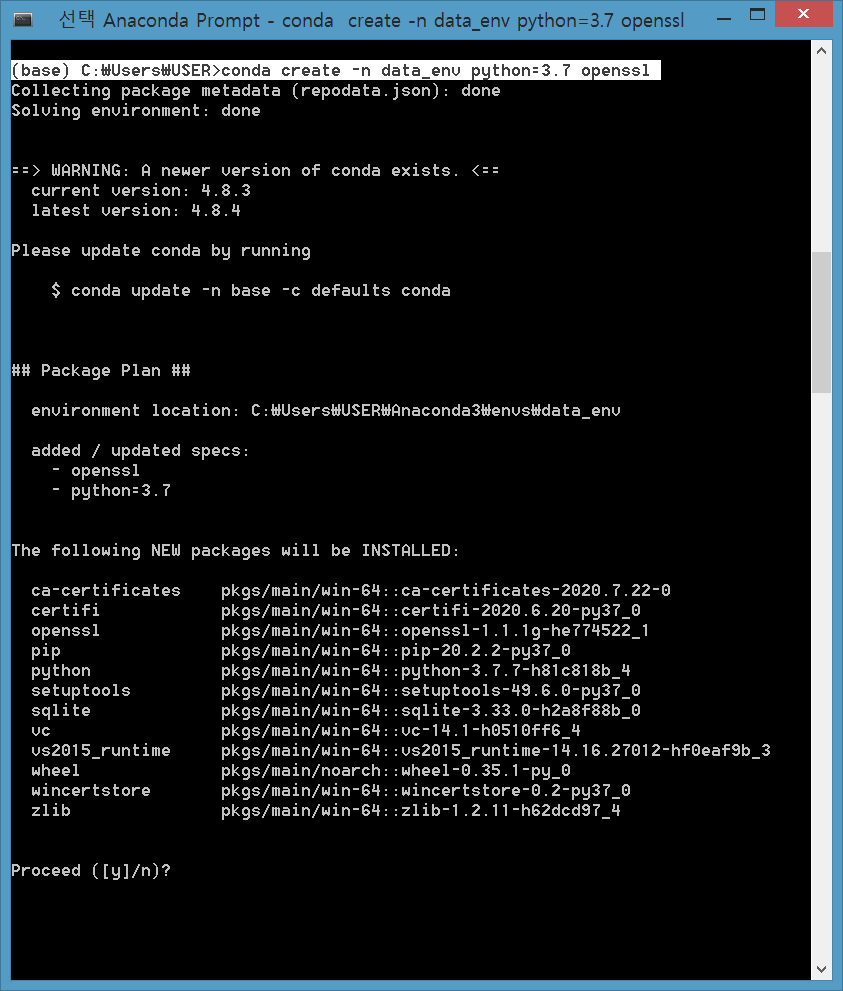 선택 Anaconda Prompt - conda  create -n data_env python=3.7 openssl
(base) C:₩Users₩USER>conda create -n data_env python=3.7 openssl
Collecting package metadata (repodata.json): done
Solving environment: done
==> WARNING: A newer version of conda exists. <==
  current version: 4.8.3
  latest version: 4.8.4
Please update conda by running
    $ conda update -n base -c defaults conda
## Package Plan ##
  environment location: C:₩Users₩USER₩Anaconda3₩envs₩data_env
  added / updated specs:
    - openssl
    - python=3.7
The following NEW packages will be INSTALLED:
  ca-certificates    pkgs/main/win-64::ca-certificates-2020.7.22-0
  certifi            pkgs/main/win-64::certifi-2020.6.20-py37_0
  openssl            pkgs/main/win-64::openssl-1.1.1g-he774522_1
  pip                pkgs/main/win-64::pip-20.2.2-py37_0
  python             pkgs/main/win-64::python-3.7.7-h81c818b_4
  setuptools         pkgs/main/win-64::setuptools-49.6.0-py37_0
  sqlite             pkgs/main/win-64::sqlite-3.33.0-h2a8f88b_0
  vc                 pkgs/main/win-64::vc-14.1-h0510ff6_4
  vs2015_runtime     pkgs/main/win-64::vs2015_runtime-14.16.27012-hf0eaf9b_3
  wheel              pkgs/main/noarch::wheel-0.35.1-py_0
  wincertstore       pkgs/main/win-64::wincertstore-0.2-py37_0
  zlib               pkgs/main/win-64::zlib-1.2.11-h62dcd97_4
Proceed ([y]/n)?